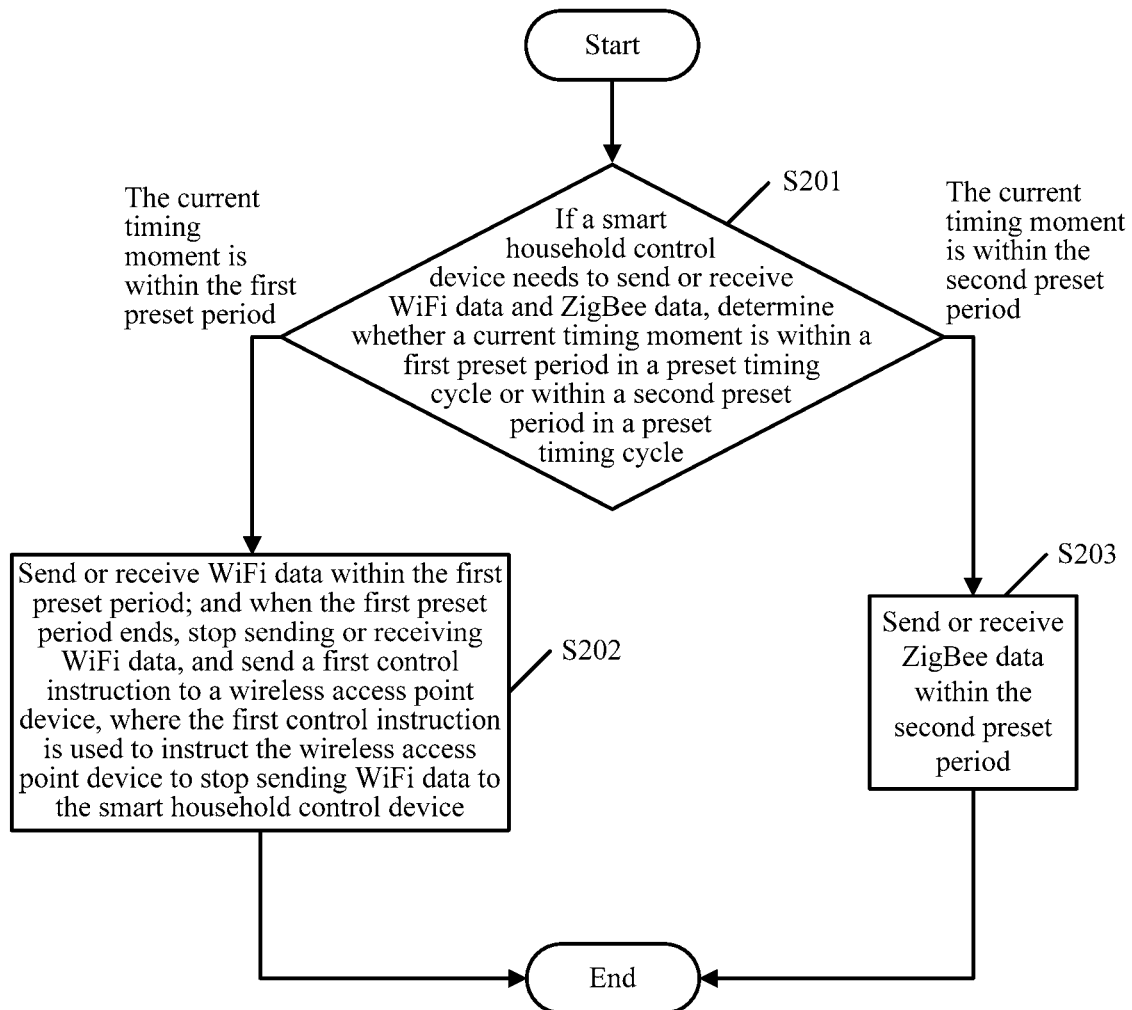 Start
S201
The current
timing
moment is
within the first
preset period
If a smart
household control
device needs to send or receive
WiFi data and ZigBee data, determine
whether a current timing moment is within a
first preset period in a preset timing
cycle or within a second preset
period in a preset
timing cycle
The current
timing moment
is within the
second preset
period
Send or receive WiFi data within the first
preset period; and when the first preset
period ends, stop sending or receiving
WiFi data, and send a first control
instruction to a wireless access point
device, where the first control instruction
is used to instruct the wireless access
point device to stop sending WiFi data to
the smart household control device
S202
S203
Send or receive
ZigBee data
within the
second preset
period
End